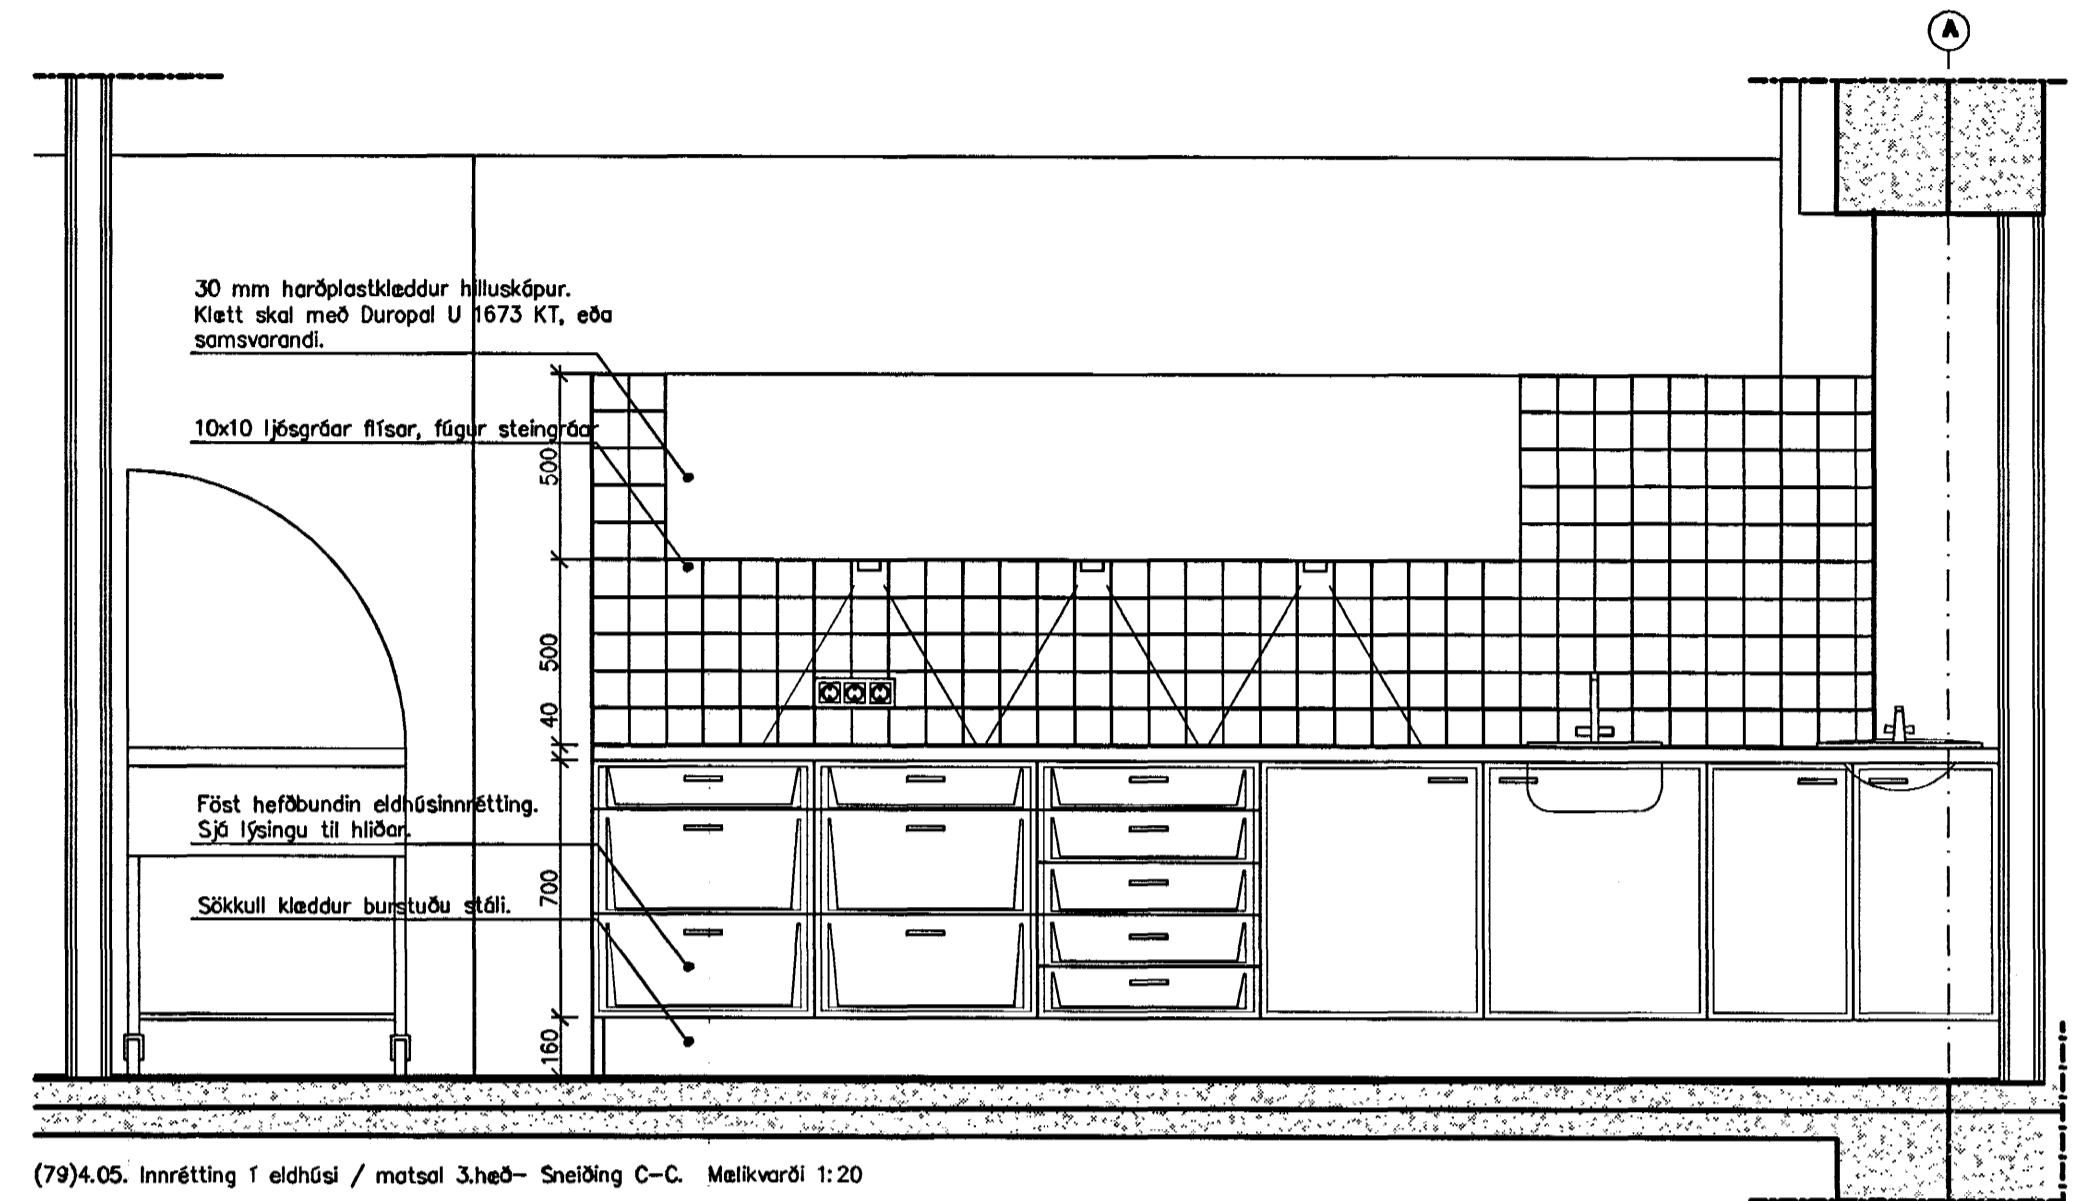 A
30 mm harðplastklæddur hilluskápur.
Klætt skal með Duropal U 1673 KT, eða
samsvarandi.
10x10 ljósgráar flísar, fúgur steingráar
500
500
40
Föst hefðbundin eldhúsinnrétting.
Sjá lýsingu til hliðar.
700
Sökkull klæddur burstuðu stáli.
160
(79)4.05. Innrétting í eldhúsi / matsal 3.hæð- Sneiðing C-C. Mælikvarði 1:20